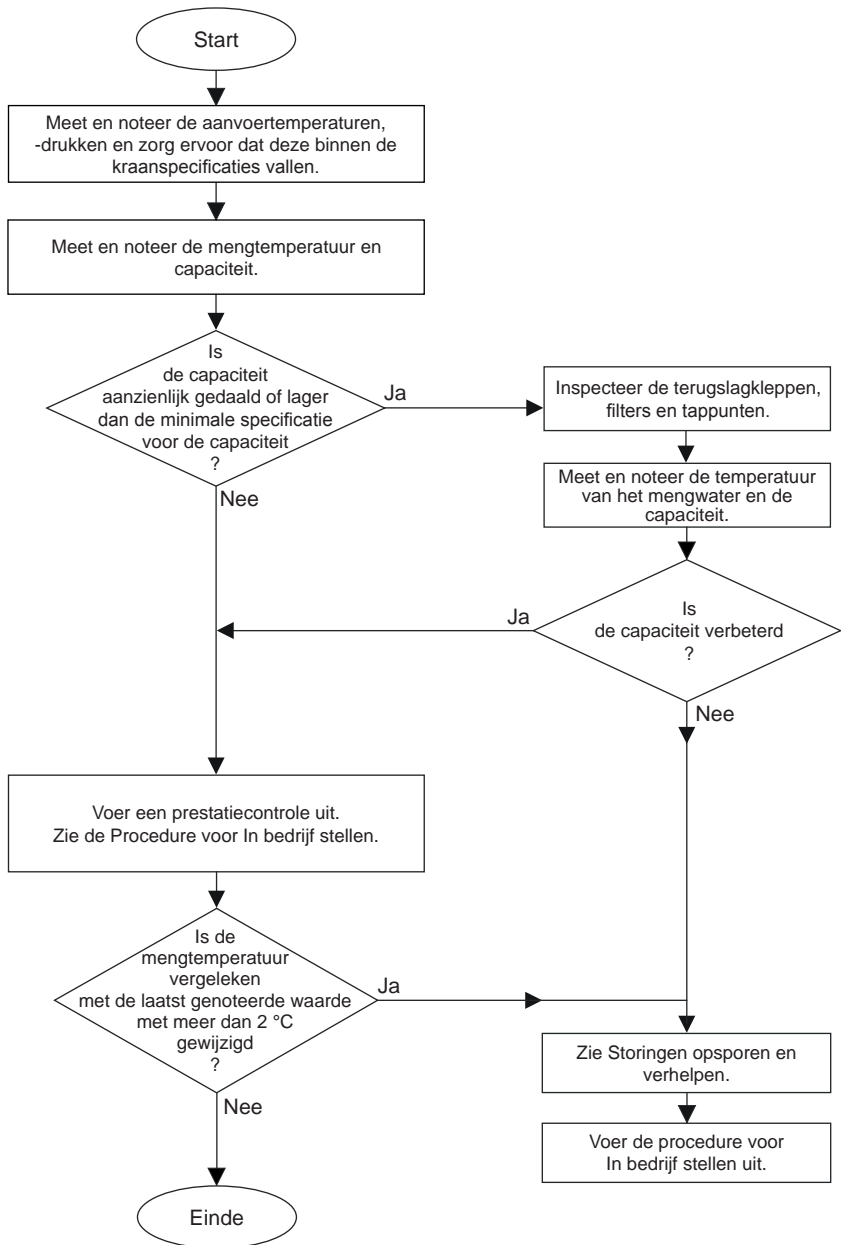 Start
Meet en noteer de aanvoertemperaturen,
-drukken en zorg ervoor dat deze binnen de
kraanspecificaties vallen.
Meet en noteer de mengtemperatuur en
capaciteit.
Is
de capaciteit
aanzienlijk gedaald of lager
dan de minimale specificatie
voor de capaciteit
?
Ja
Nee
Inspecteer de terugslagkleppen,
filters en tappunten.
Meet en noteer de temperatuur
van het mengwater en de
capaciteit.
Is
de capaciteit verbeterd
?
Ja
Nee
Voer een prestatiecontrole uit.
Zie de Procedure voor In bedrijf stellen.
Is de
mengtemperatuur
vergeleken
met de laatst genoteerde waarde
met meer dan 2 °C
gewijzigd
?
Ja
Nee
Zie Storingen opsporen en
verhelpen.
Voer de procedure voor
In bedrijf stellen uit.
Einde